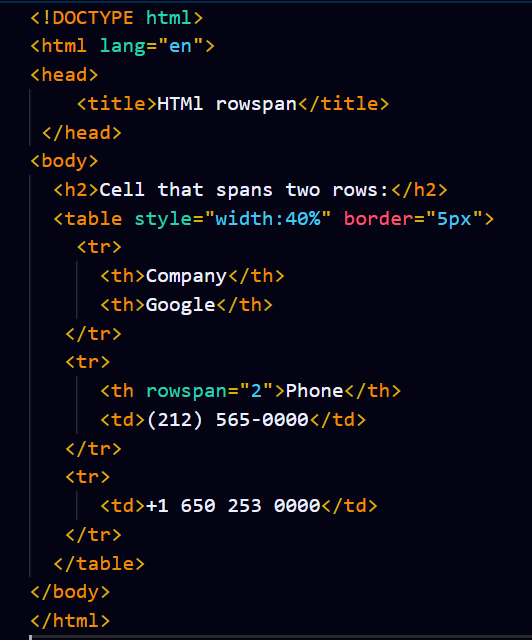 <!DOCTYPE html>
<html lang="en">
<head>
    <title>HTMl rowspan</title>
 </head>
<body>
  <h2>Cell that spans two rows:</h2>
  <table style="width:40%" border="5px">
    <tr>
      <th>Company</th>
      <th>Google</th>
   </tr>
   <tr>
      <th rowspan="2">Phone</th>
      <td>(212) 565-0000</td>
   </tr>
   <tr>
      <td>+1 650 253 0000</td>
   </tr>
  </table>
</body>
</html>